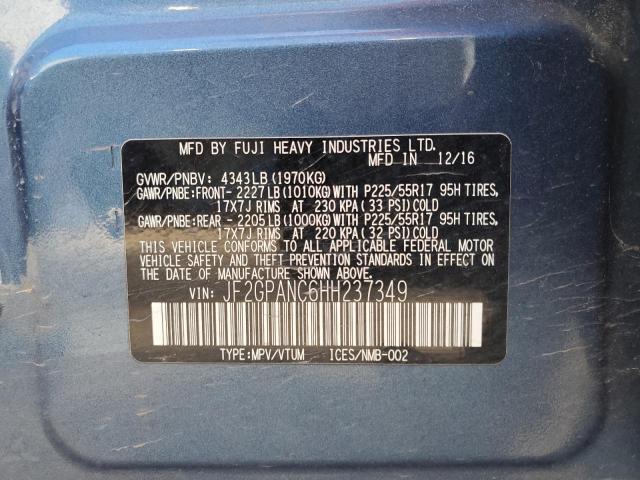 MFD BY FUJI HEAVY INDUSTRIES LTD.
MFD IN 12/16
GVWR/PNBV: 4343LB(1970KG)
GAWR/PNBE:FRONT- 2227LB(1010KG)WITH P225/55R17 95H TIRES,
17X7J RIMS AT 230 KPA(33 PSI)COLD
GAWR/PNBE:REAR - 2205LB(1000KG)WITH P225/55R17 95H TIRES,
17X7J RIMS AT 220 KPA(32 PSI)COLD
THIS VEHICLE CONFORMS TO ALL APPLICABLE FEDERAL MOTOR
VEHICLE SAFETY AND THEFT PREVENTION STANDARDS IN EFFECT
ON THE DATE OF MANUFACTURE SHOWN ABOVE.
VIN: JF2GPANC6HH237349
TYPE:MPV/VTUM ICES/NMB-002